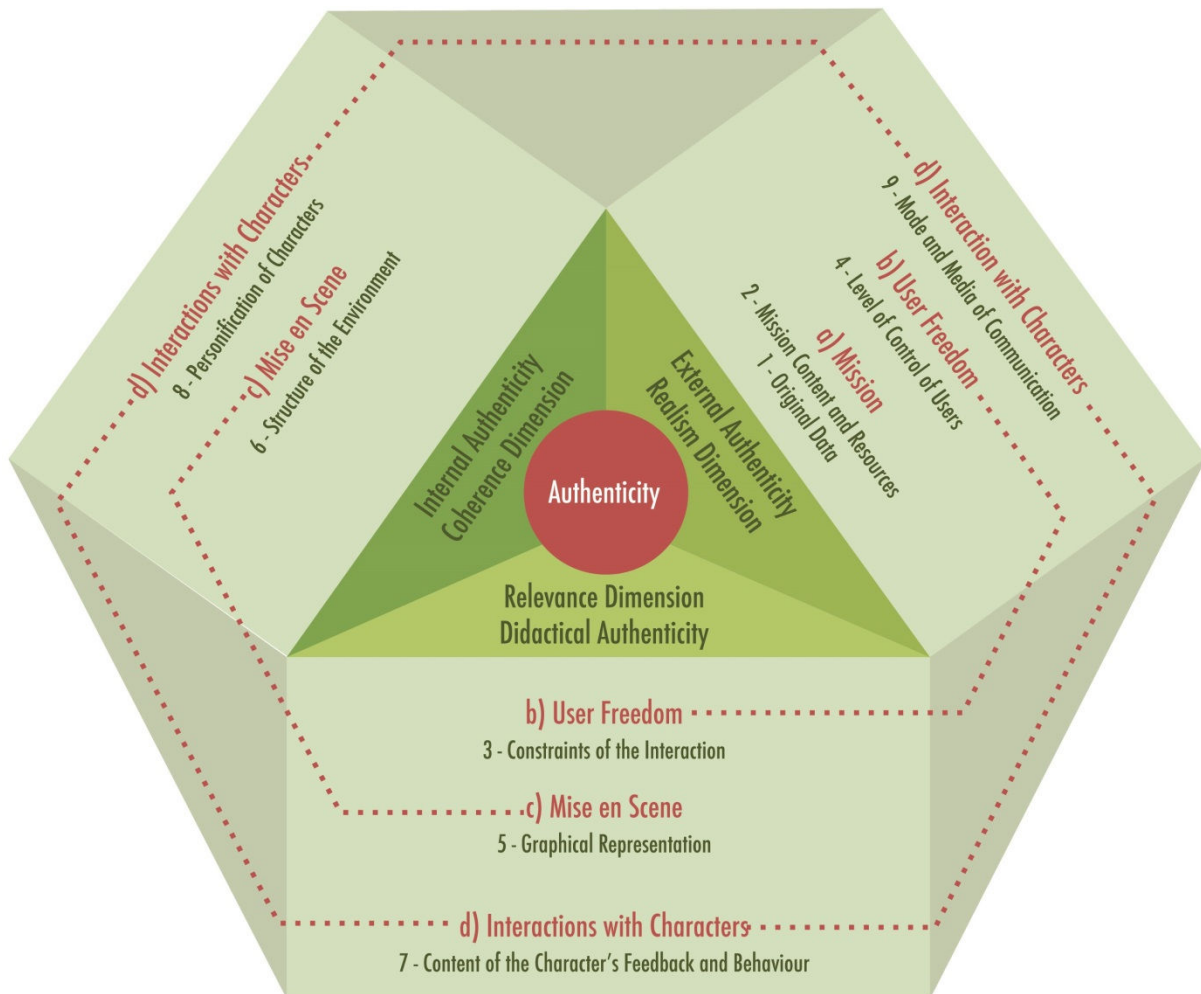 d) Interactions with Characters
8 - Personification of Characters
c) Mise en Scene
6 - Structure of the Environment
d) Interaction with Characters
9 - Mode and Media of Communication
b) User Freedom
4 - Level of Control of Users
a) Mission
2 - Mission Content and Resources
1 - Original Data
Internal Authenticity
Coherence Dimension
External Authenticity
Realism Dimension
Authenticity
Relevance Dimension
Didactical Authenticity
b) User Freedom
3 - Constraints of the Interaction
c) Mise en Scene
5 - Graphical Representation
d) Interactions with Characters
7 - Content of the Character's Feedback and Behaviour